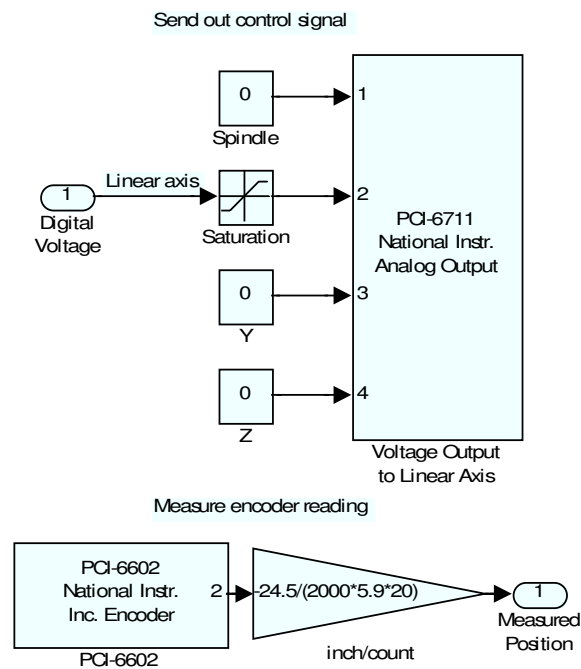 Send out control signal
0
1
Spindle
Linear axis
1
2
Digital
Voltage
Saturation
PCI-6711
National Instr.
Analog Output
0
3
Y
0
4
Z
Voltage Output
to Linear Axis
Measure encoder reading
PCI-6602
National Instr.
Inc. Encoder
2
-24.5/(2000*5.9*20)
1
Measured
Position
PCI-6602
inch/count